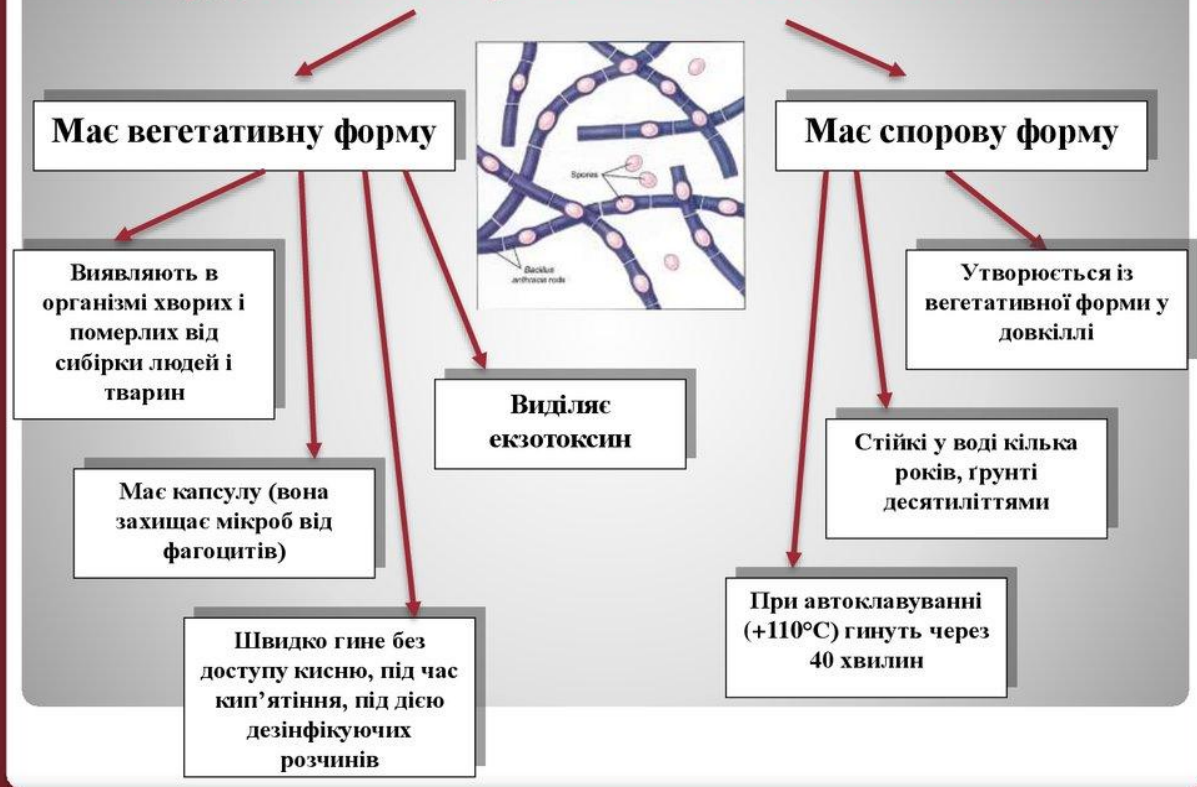 Має вегетативну форму
Має спорову форму
Spores
Bacillus
anthracis rods
Виявляють в
організмі хворих і
померлих від
сибірки людей і
тварин
Утворюється із
вегетативної форми у
довкіллі
Виділяє
екзотоксин
Стійкі у воді кілька
років, ґрунті
десятиліттями
Має капсулу (вона
захищає мікроб від
фагоцитів)
При автоклавуванні
(+110°С) гинуть через
40 хвилин
Швидко гине без
доступу кисню, під час
кип’ятіння, під дією
дезінфікуючих
розчинів